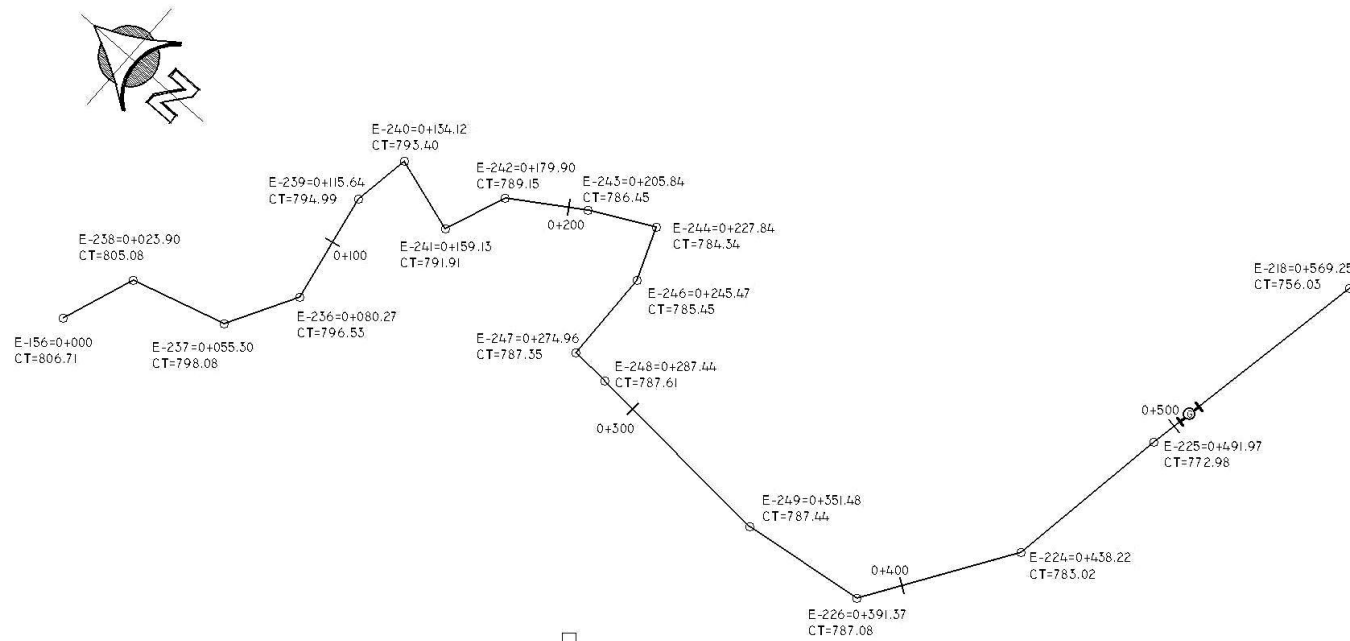 N
E-240=0+134.12
CT=793.40
E-239=0+115.64
CT=794.99
E-242=0+179.90
CT=789.15
E-243=0+205.84
CT=786.45
0+200
E-244=0+227.84
CT=784.34
E-238=0+023.90
CT=805.08
0+100
E-241=0+159.13
CT=791.91
E-218=0+569.25
CT=756.03
E-246=0+245.47
CT=785.45
E-236=0+080.27
CT=796.53
E-156=0+000
CT=806.71
E-237=0+055.30
CT=798.08
E-247=0+274.96
CT=787.35
E-248=0+287.44
CT=787.61
0+300
0+500
E-225=0+491.97
CT=772.98
E-249=0+351.48
CT=787.44
E-224=0+438.22
CT=783.02
0+400
E-226=0+391.37
CT=787.08